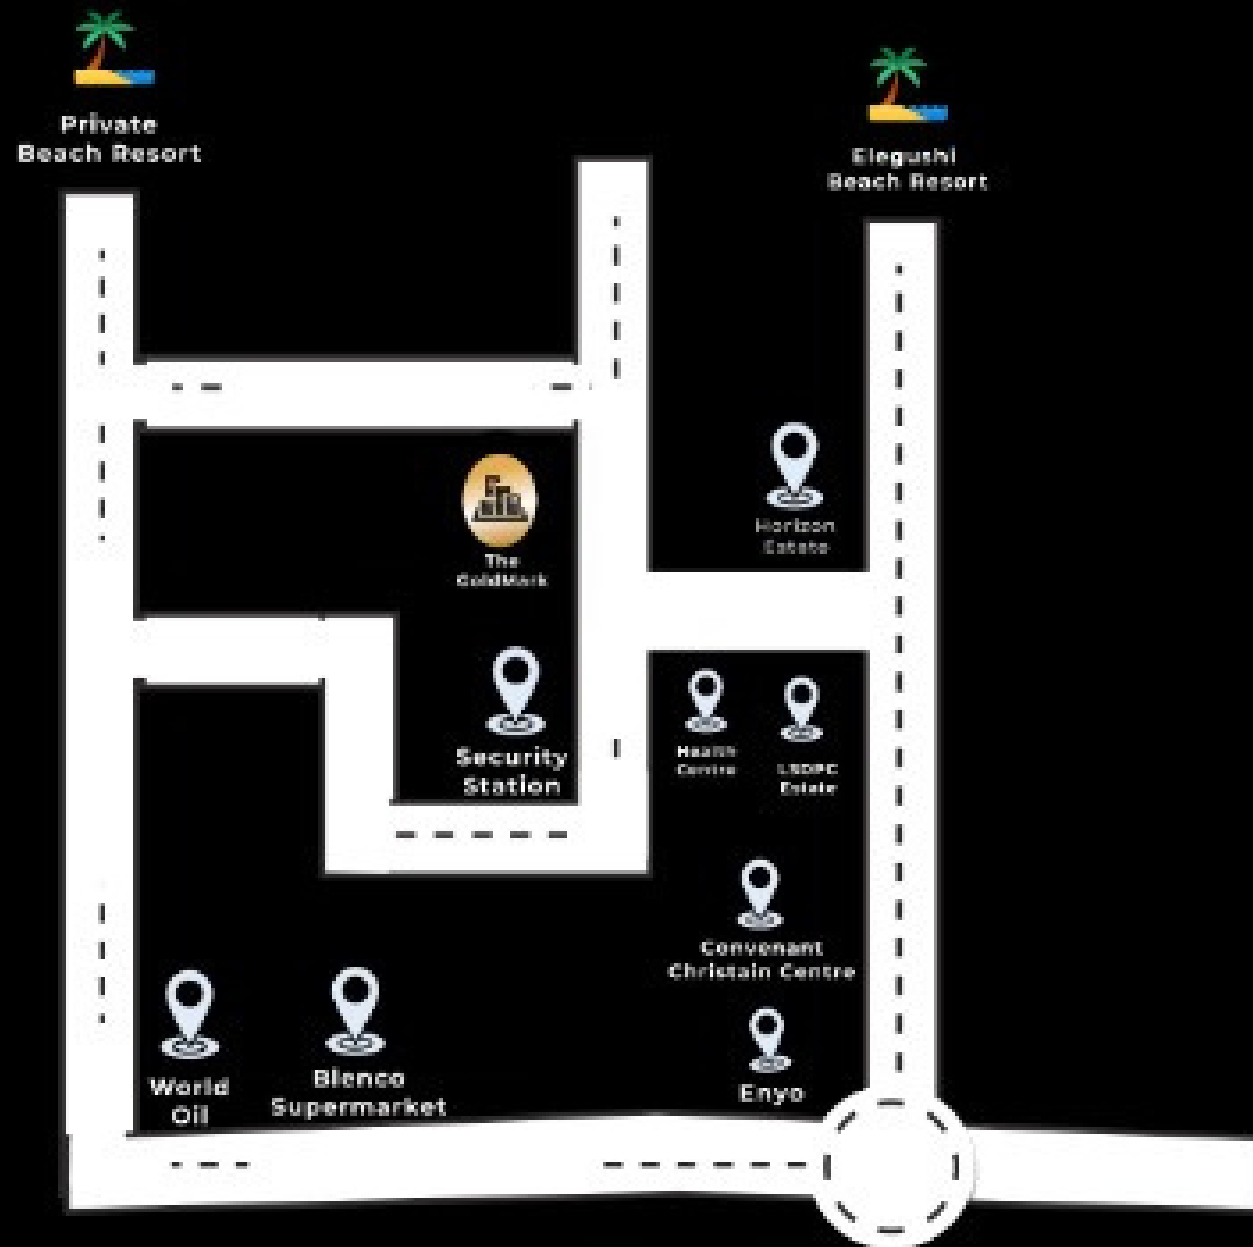 Private
Beach Resort
Elegushi
Beach Resort
Horizon
Estate
The
GoldMark
Security
Station
Health
Centre
LSDPC
Estate
Convenant
Christain Centre
World
Oil
Blenco
Supermarket
Enyo